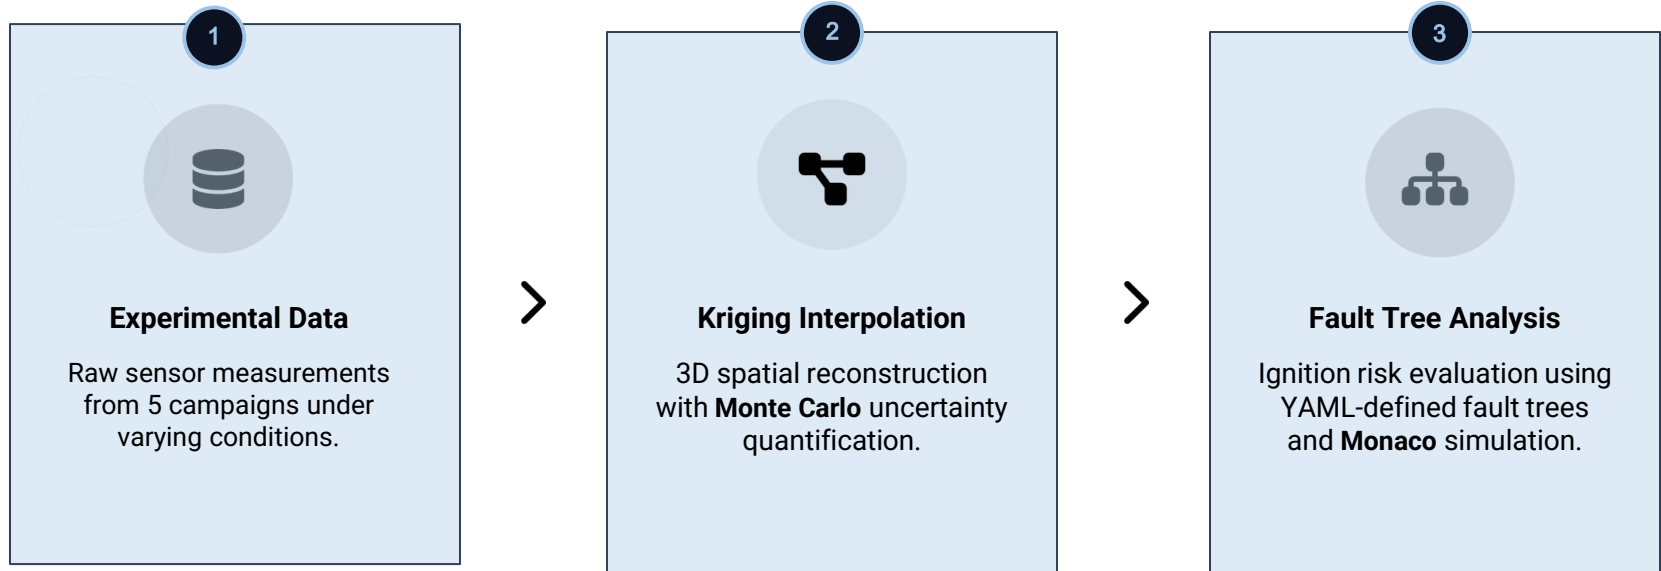 1
Experimental Data
Raw sensor measurements
from 5 campaigns under
varying conditions.
2
Kriging Interpolation
3D spatial reconstruction
with Monte Carlo uncertainty
quantification.
3
Fault Tree Analysis
Ignition risk evaluation using
YAML-defined fault trees
and Monaco simulation.